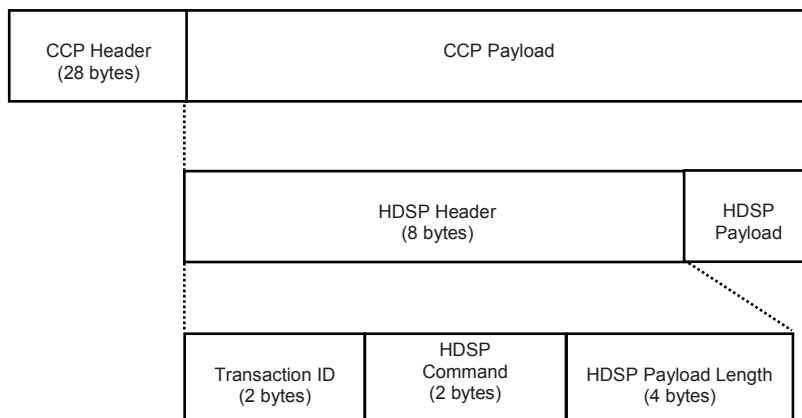 CCP Header
(28 bytes)
CCP Payload
HDSP Header
(8 bytes)
HDSP
Payload
Transaction ID
(2 bytes)
HDSP
Command
(2 bytes)
HDSP Payload Length
(4 bytes)